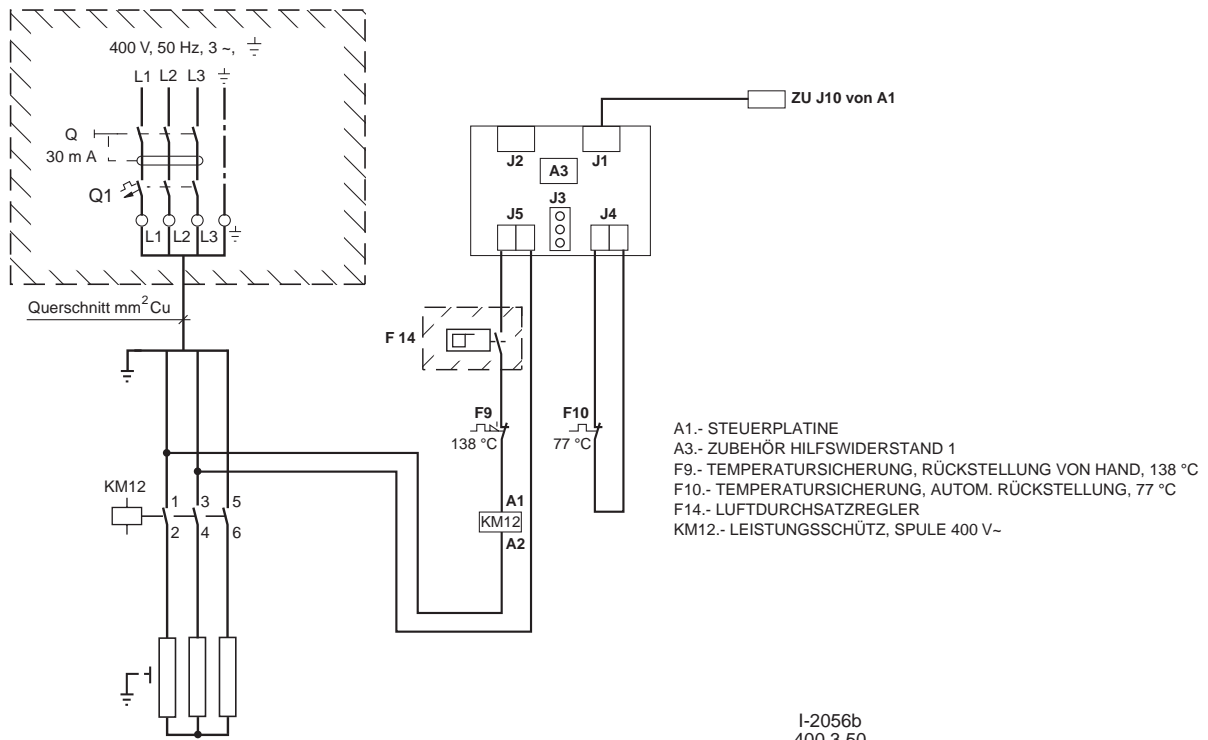 400 V, 50 Hz, 3 ~,
L1 L2 L3
Q
30 m A
Q1
L1 L2 L3
Querschnitt mm² Cu
ZU J10 von A1
J2 J1
A3
J3
J5 J4
F 14
F9
138 °C
F10
77 °C
A1
KM12
A2
KM12
1 3 5
2 4 6
A1.- STEUERPLATINE
A3.- ZUBEHÖR HILFSWIDERSTAND 1
F9.- TEMPERATURSICHERUNG, RÜCKSTELLUNG VON HAND, 138 °C
F10.- TEMPERATURSICHERUNG, AUTOM. RÜCKSTELLUNG, 77 °C
F14.- LUFTDURCHSATZREGLER
KM12.- LEISTUNGSSCHÜTZ, SPULE 400 V~
I-2056b
400.3.50